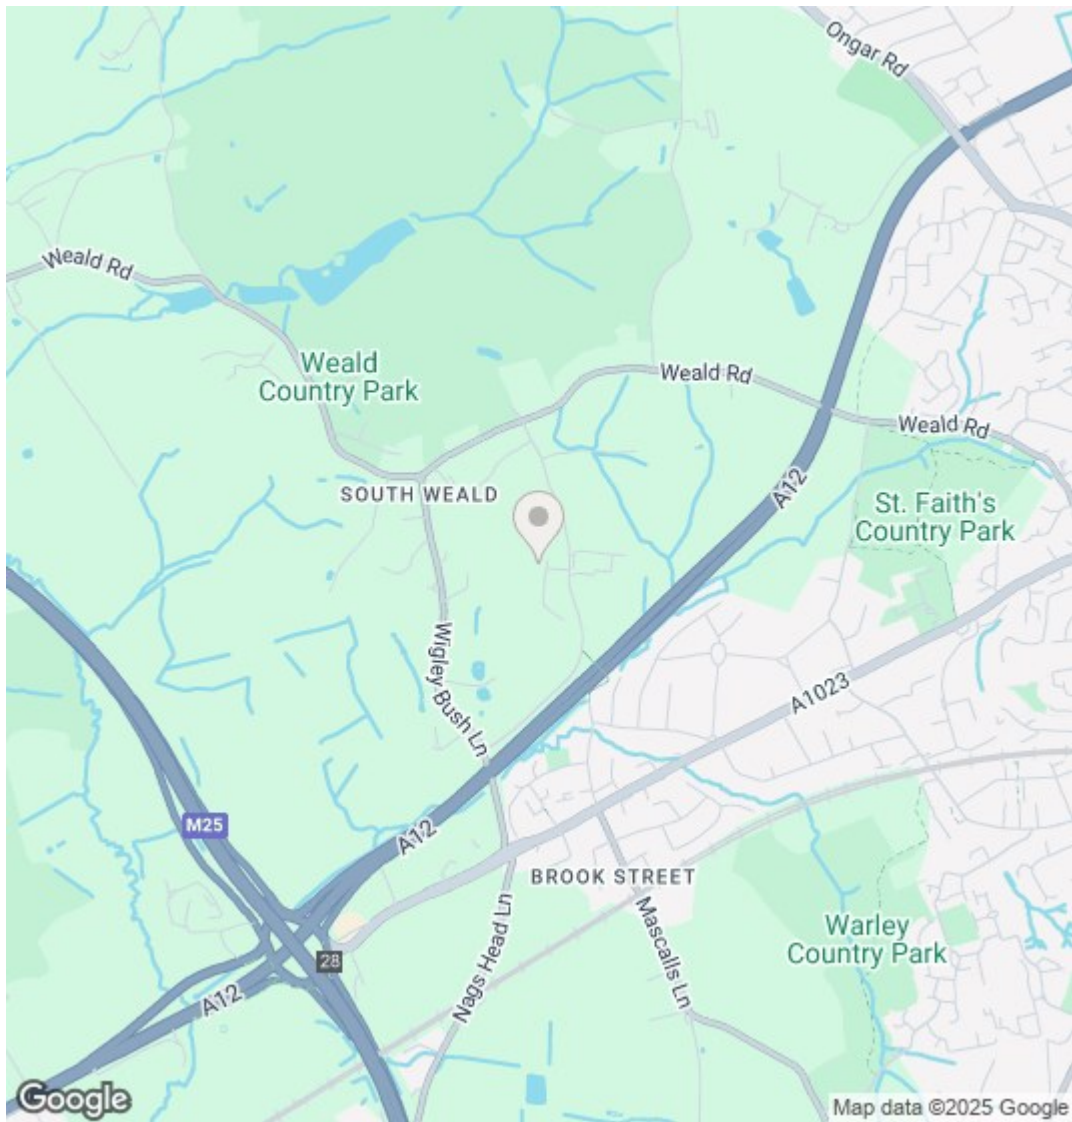 Ongar Rd
Weald Rd
Weald
Country Park
Weald Rd
Weald Rd
SOUTH WEALD
A12
St. Faith's
Country Park
Wigley Bush Ln
A1023
M25
A12
BROOK STREET
Nags Head Ln
Mascalls Ln
Warley
Country Park
28
A12
Google
Map data ©2025 Google